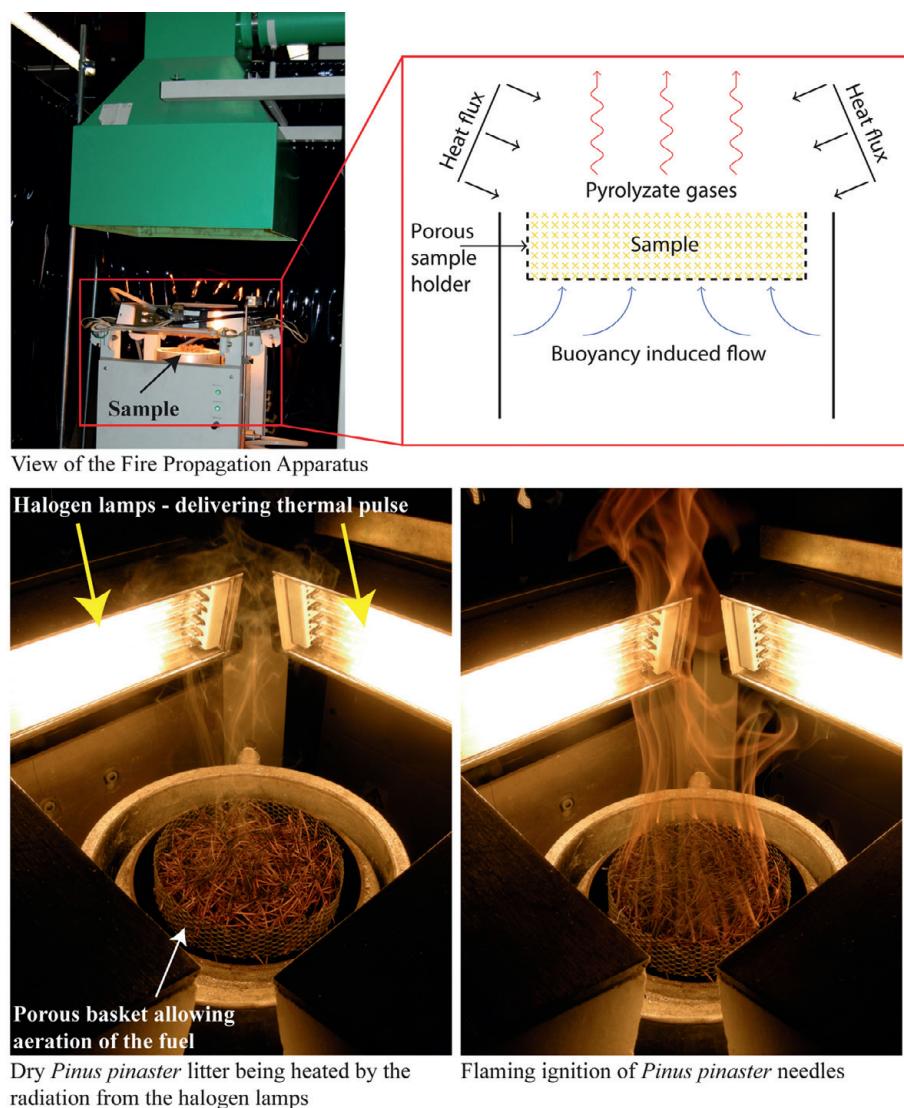 Heat flux
Heat flux
Pyrolyzate gases
Porous
sample
holder
Sample
Buoyancy induced flow
Sample
View of the Fire Propagation Apparatus
Halogen lamps - delivering thermal pulse
Porous basket allowing
aeration of the fuel
Dry Pinus pinaster litter being heated by the
radiation from the halogen lamps
Flaming ignition of Pinus pinaster needles